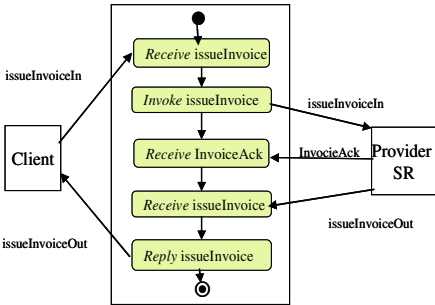 Receive issueInvoice
issueInvoiceIn
Invoke issueInvoice
issueInvoiceIn
Client
Receive InvoiceAck
InvocieAck
Provider
SR
Receive issueInvoice
issueInvoiceOut
issueInvoiceOut
Reply issueInvoice